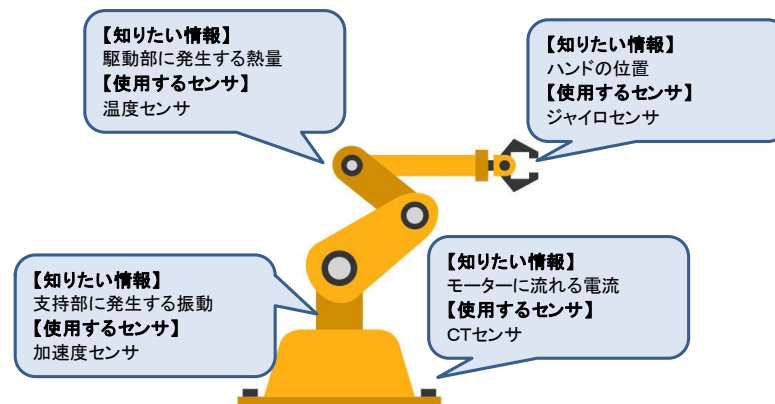 【知りたい情報】
駆動部に発生する熱量
【使用するセンサ】
温度センサ
【知りたい情報】
ハンドの位置
【使用するセンサ】
ジャイロセンサ
【知りたい情報】
支持部に発生する振動
【使用するセンサ】
加速度センサ
【知りたい情報】
モーターに流れる電流
【使用するセンサ】
CTセンサ